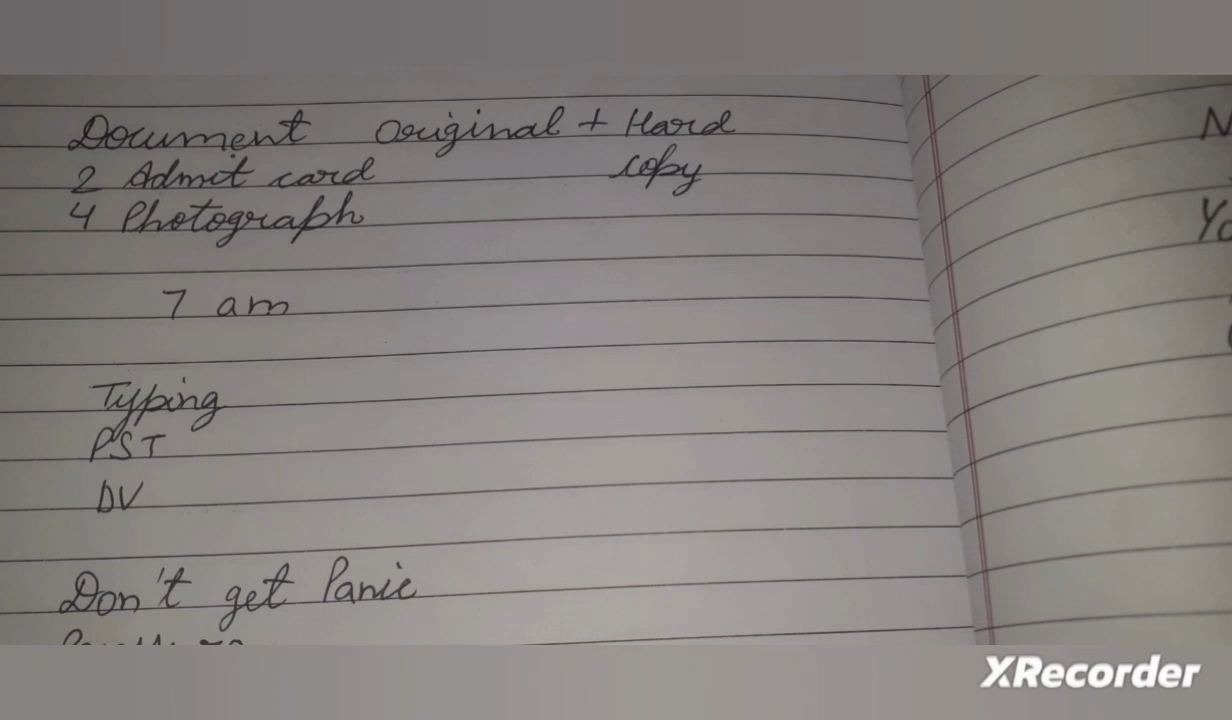 Document Original + Hard
copy
2 Admit card
4 Photograph
7 am
Typing
PST
DV
Don't get Panic
XRecorder